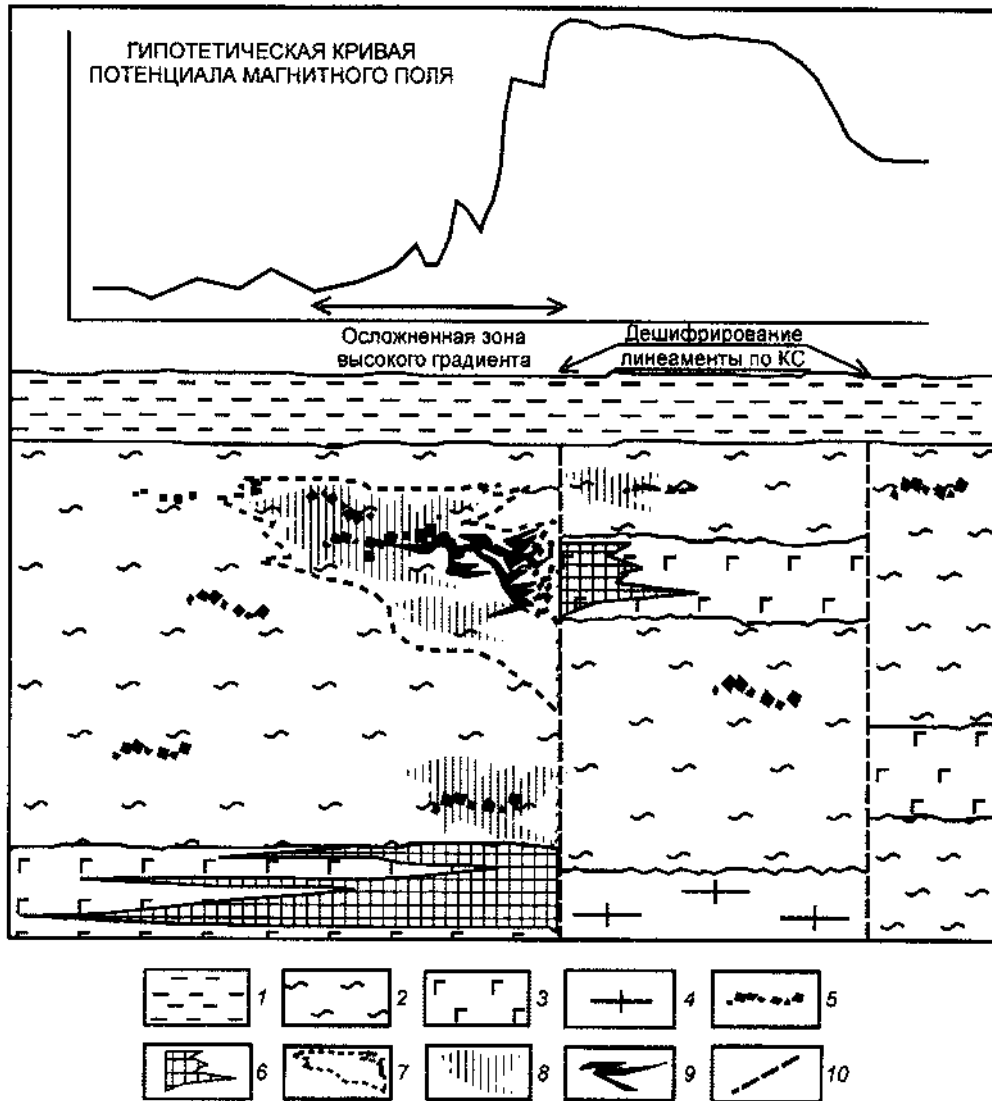 ГИПОТЕТИЧЕСКАЯ КРИВАЯ
ПОТЕНЦИАЛА МАГНИТНОГО ПОЛЯ
Осложненная зона
высокого градиента
Дешифрирование
линеаменты по КС
1
2
3
4
5
6
7
8
9
10